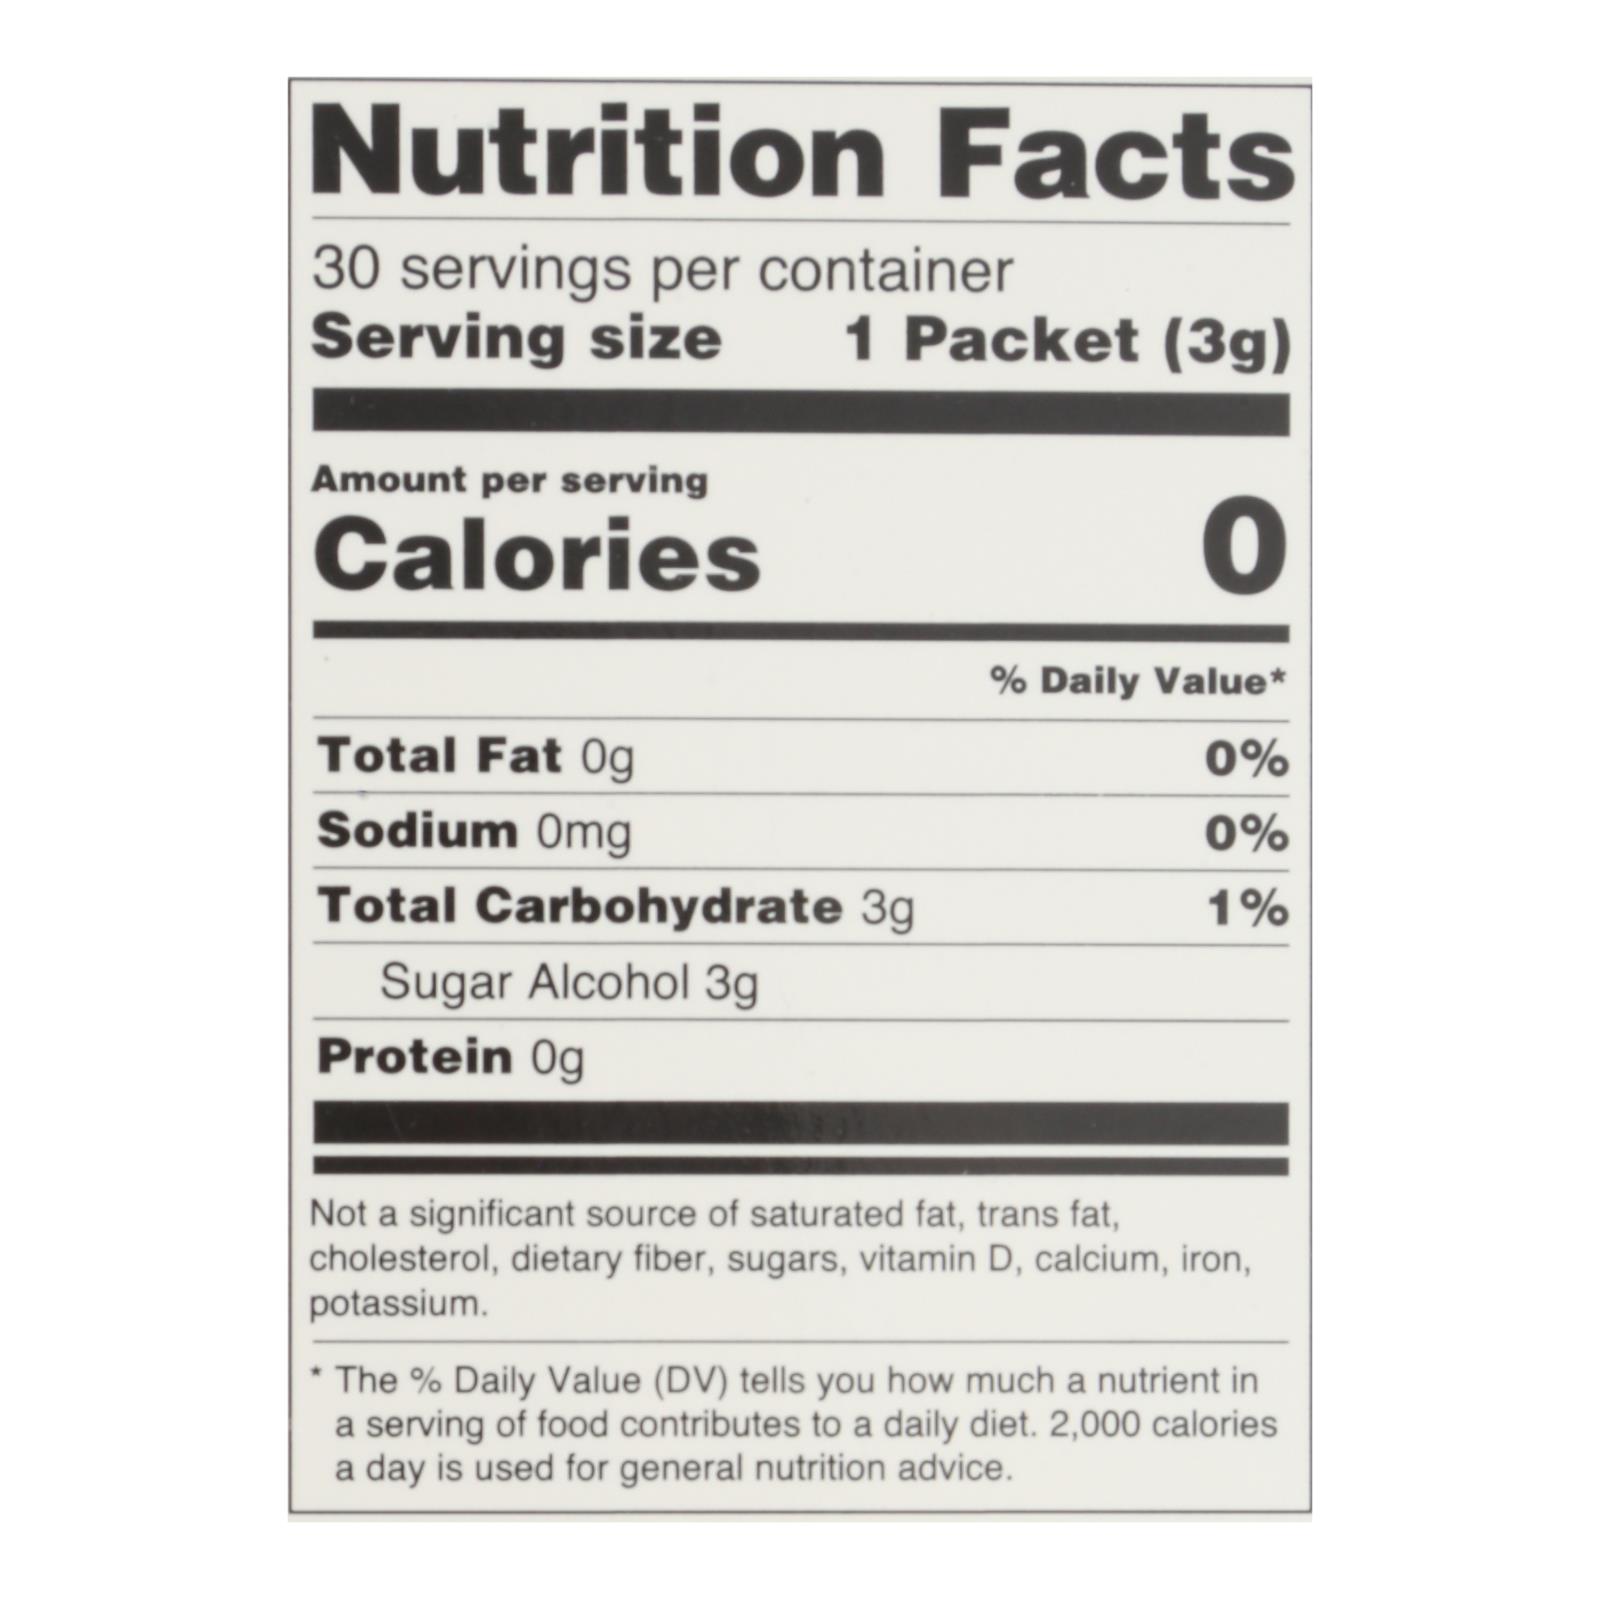 Nutrition Facts
30 servings per container
Serving size 1 Packet (3g)
Amount per serving
Calories 0
% Daily Value*
Total Fat 0g 0%
Sodium 0mg 0%
Total Carbohydrate 3g 1%
Sugar Alcohol 3g
Protein 0g
Not a significant source of saturated fat, trans fat,
cholesterol, dietary fiber, sugars, vitamin D, calcium, iron,
potassium.
* The % Daily Value (DV) tells you how much a nutrient in
a serving of food contributes to a daily diet. 2,000 calories
a day is used for general nutrition advice.